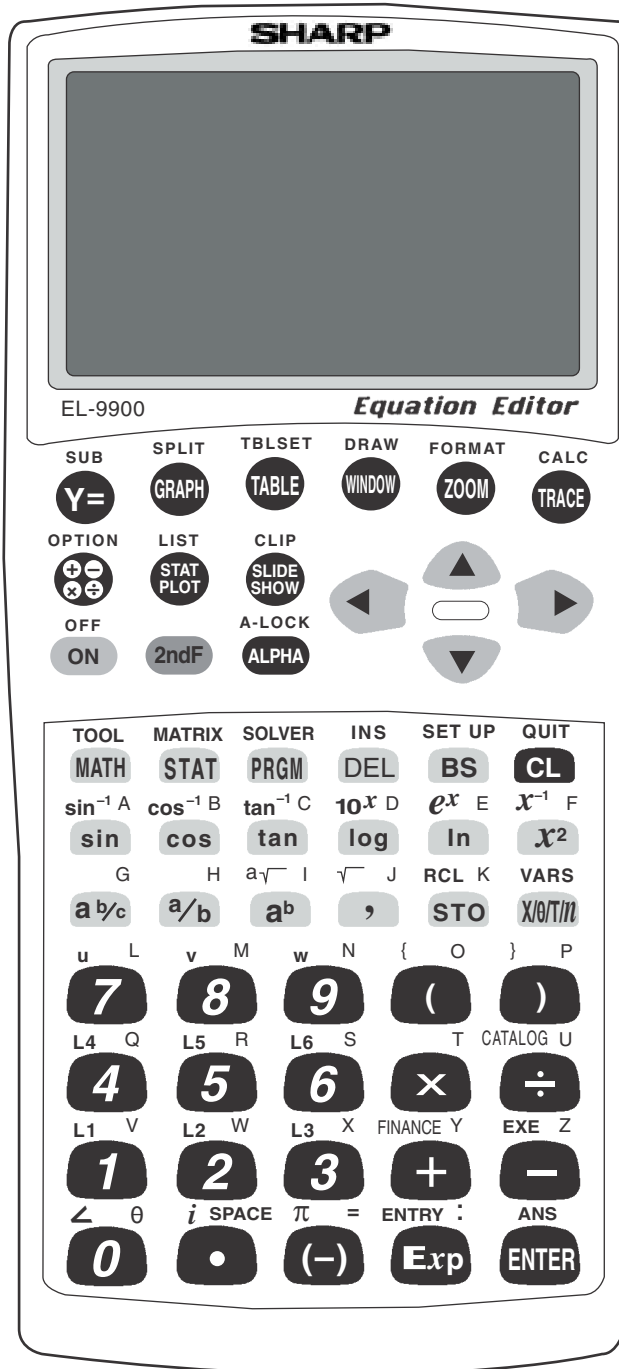 SHARP
EL-9900 Equation Editor
SUB SPLIT TBLSET DRAW FORMAT CALC
Y= GRAPH TABLE WINDOW ZOOM TRACE
OPTION LIST CLIP
+ − × ÷ STAT PLOT SLIDE SHOW
OFF A-LOCK
ON 2ndF ALPHA
TOOL MATRIX SOLVER INS SET UP QUIT
MATH STAT PRGM DEL BS CL
sin⁻¹ A cos⁻¹ B tan⁻¹ C 10ˣ D eˣ E x⁻¹ F
sin cos tan log ln x²
G H a√ I √ J RCL K VARS
a b/c a/b aᵇ , STO X/θ/T/n
u L v M w N { O } P
7 8 9 ( )
L4 Q L5 R L6 S T CATALOG U
4 5 6 × ÷
L1 V L2 W L3 X FINANCE Y EXE Z
1 2 3 + −
∠ θ i SPACE π = ENTRY : ANS
0 • (−) Exp ENTER